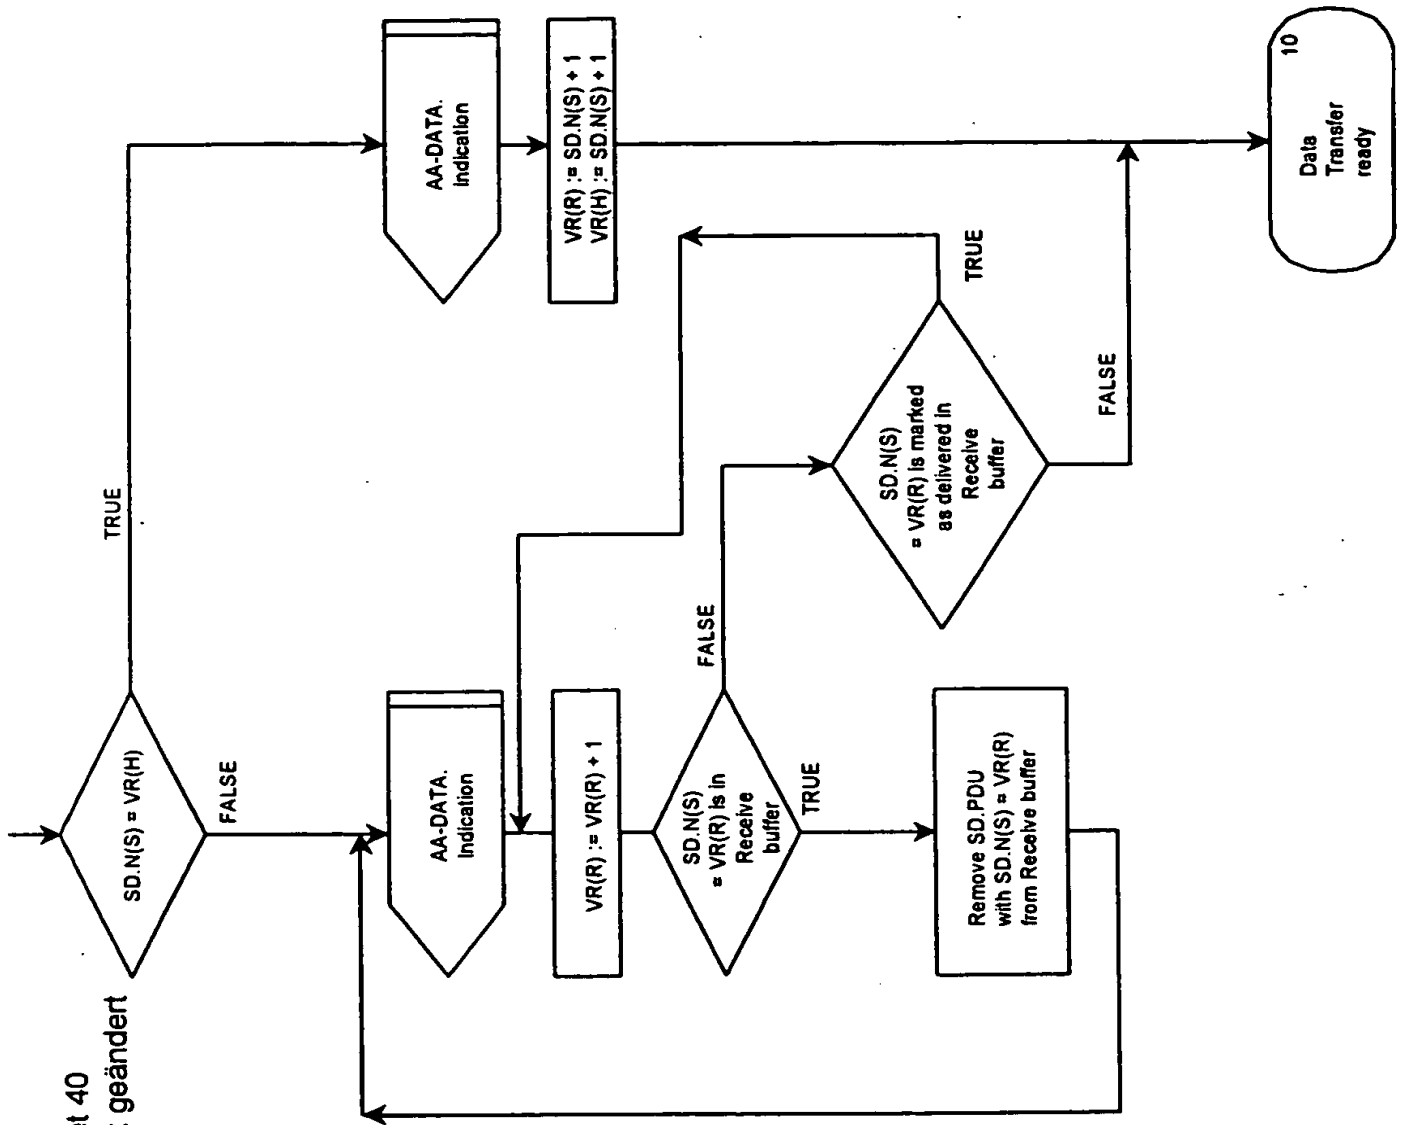 40
geändert
SD.N(S) = VR(H)
TRUE
FALSE
AA-DATA.
Indication
AA-DATA.
Indication
VR(R) := VR(R) + 1
VR(R) := SD.N(S) + 1
VR(H) := SD.N(S) + 1
SD.N(S)
= VR(R) is in
Receive
buffer
FALSE
TRUE
SD.N(S)
= VR(R) is marked
as delivered in
Receive
buffer
TRUE
FALSE
Remove SD.PDU
with SD.N(S) = VR(R)
from Receive buffer
10
Data
Transfer
ready